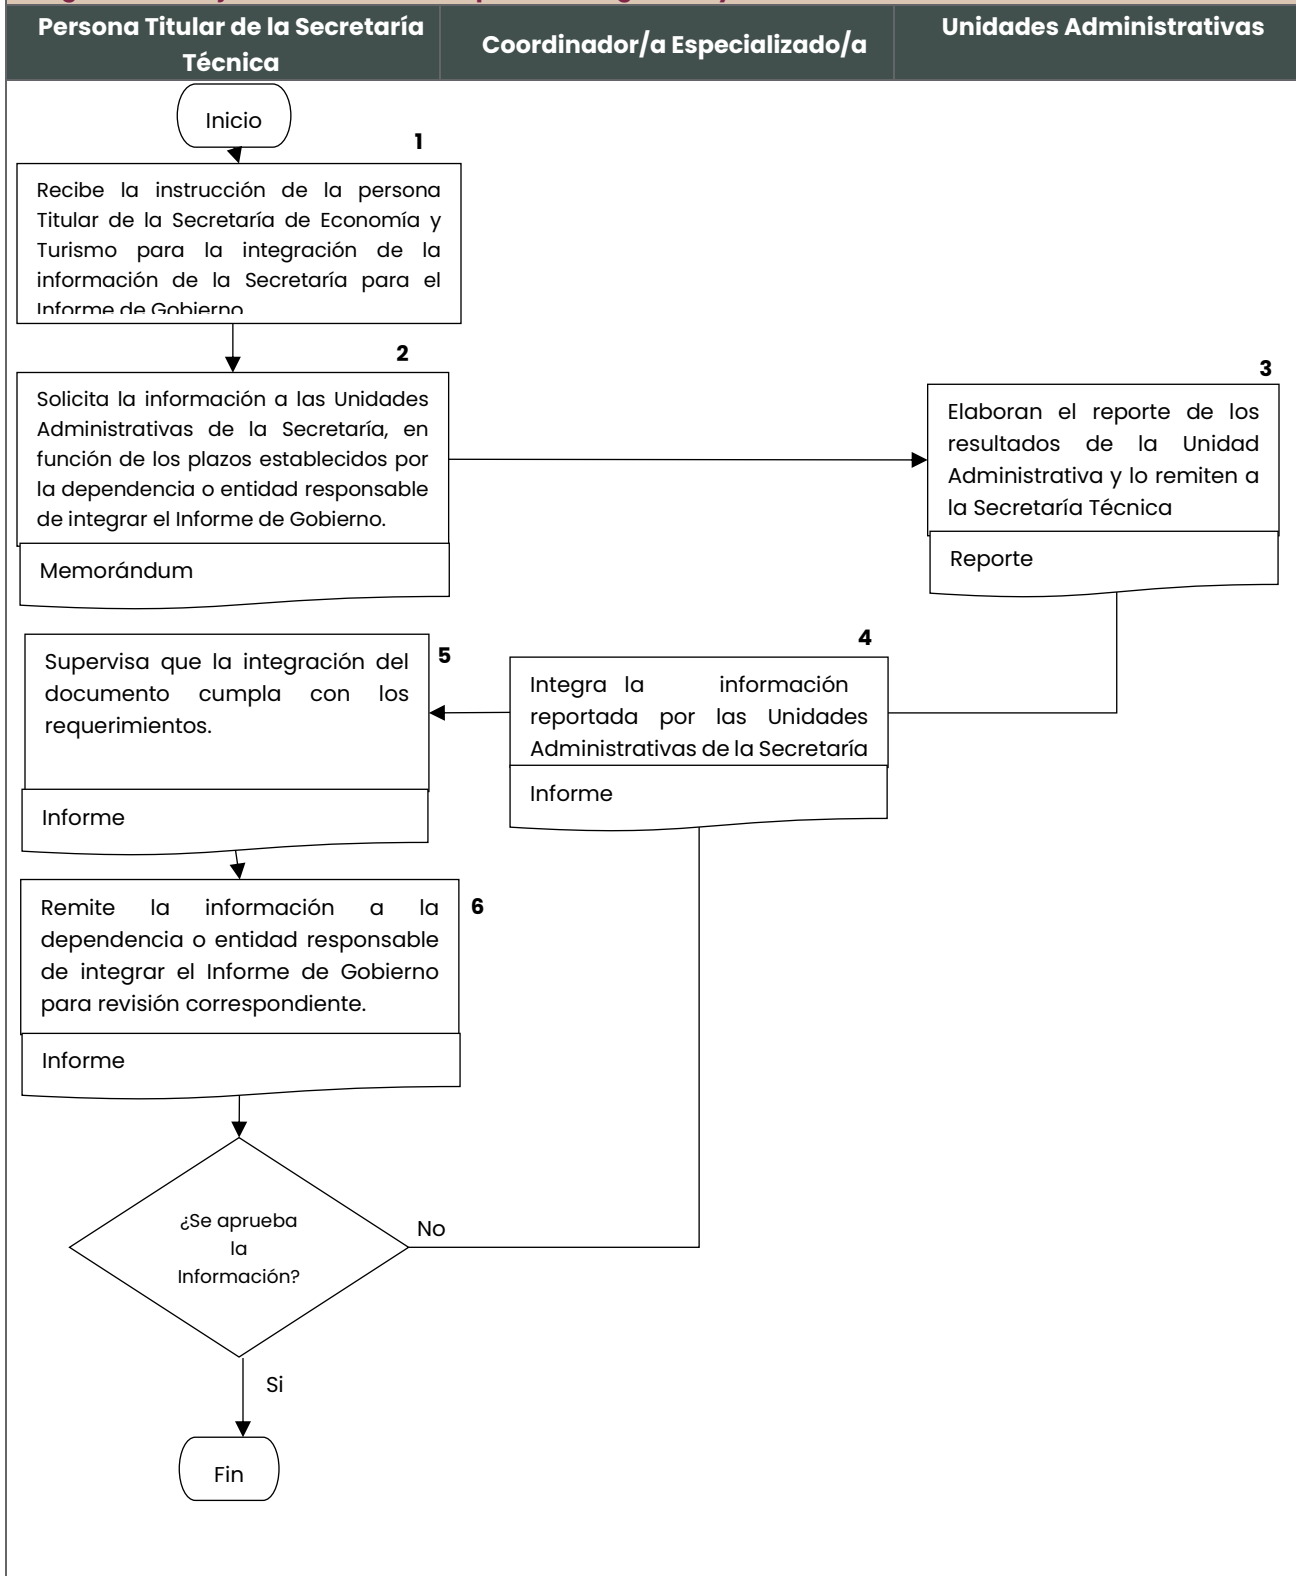 Persona Titular de la Secretaría
Técnica
Coordinador/a Especializado/a
Unidades Administrativas
Inicio
1
Recibe la instrucción de la persona
Titular de la Secretaría de Economía y
Turismo para la integración de la
información de la Secretaría para el
Informe de Gobierno
2
Solicita la información a las Unidades
Administrativas de la Secretaría, en
función de los plazos establecidos por
la dependencia o entidad responsable
de integrar el Informe de Gobierno.
Memorándum
3
Elaboran el reporte de los
resultados de la Unidad
Administrativa y lo remiten a
la Secretaría Técnica
Reporte
4
Integra la información
reportada por las Unidades
Administrativas de la Secretaría
Informe
5
Supervisa que la integración del
documento cumpla con los
requerimientos.
Informe
6
Remite la información a la
dependencia o entidad responsable
de integrar el Informe de Gobierno
para revisión correspondiente.
Informe
¿Se aprueba
la
Información?
No
Si
Fin